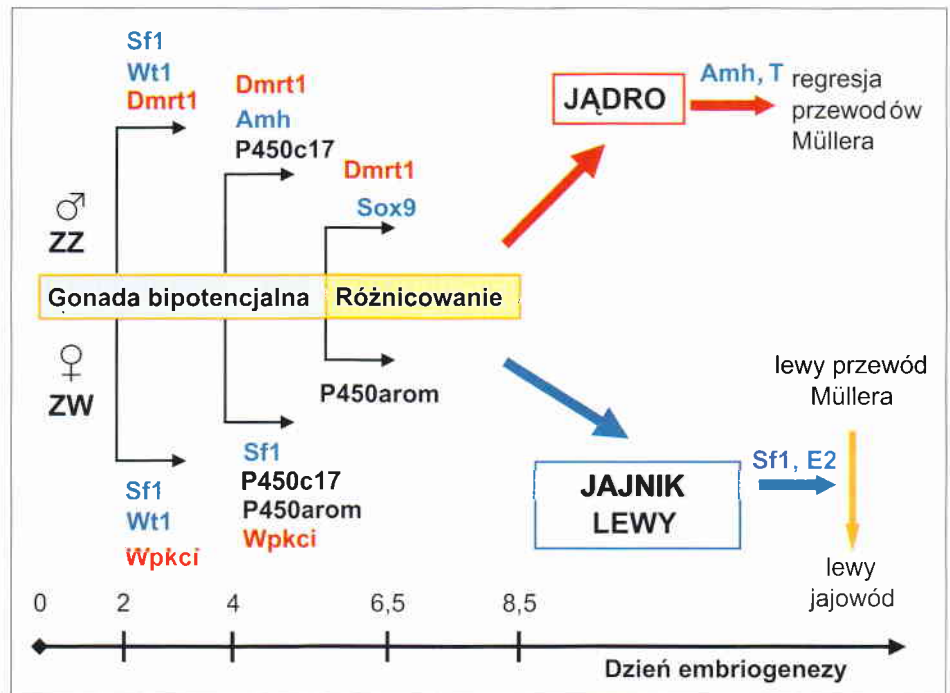 Sf1
Wt1
Dmrt1
Dmrt1
Amh
P450c17
Dmrt1
Sox9
JĄDRO
Amh, T
regresja
przewodów
Müllera
♂
ZZ
Gonada bipotencjalna
Różnicowanie
♀
ZW
P450arom
Sf1
Wt1
Wpkci
Sf1
P450c17
P450arom
Wpkci
JAJNIK
LEWY
Sf1, E2
lewy przewód
Müllera
lewy
jajowód
0 2 4 6,5 8,5
Dzień embriogenezy